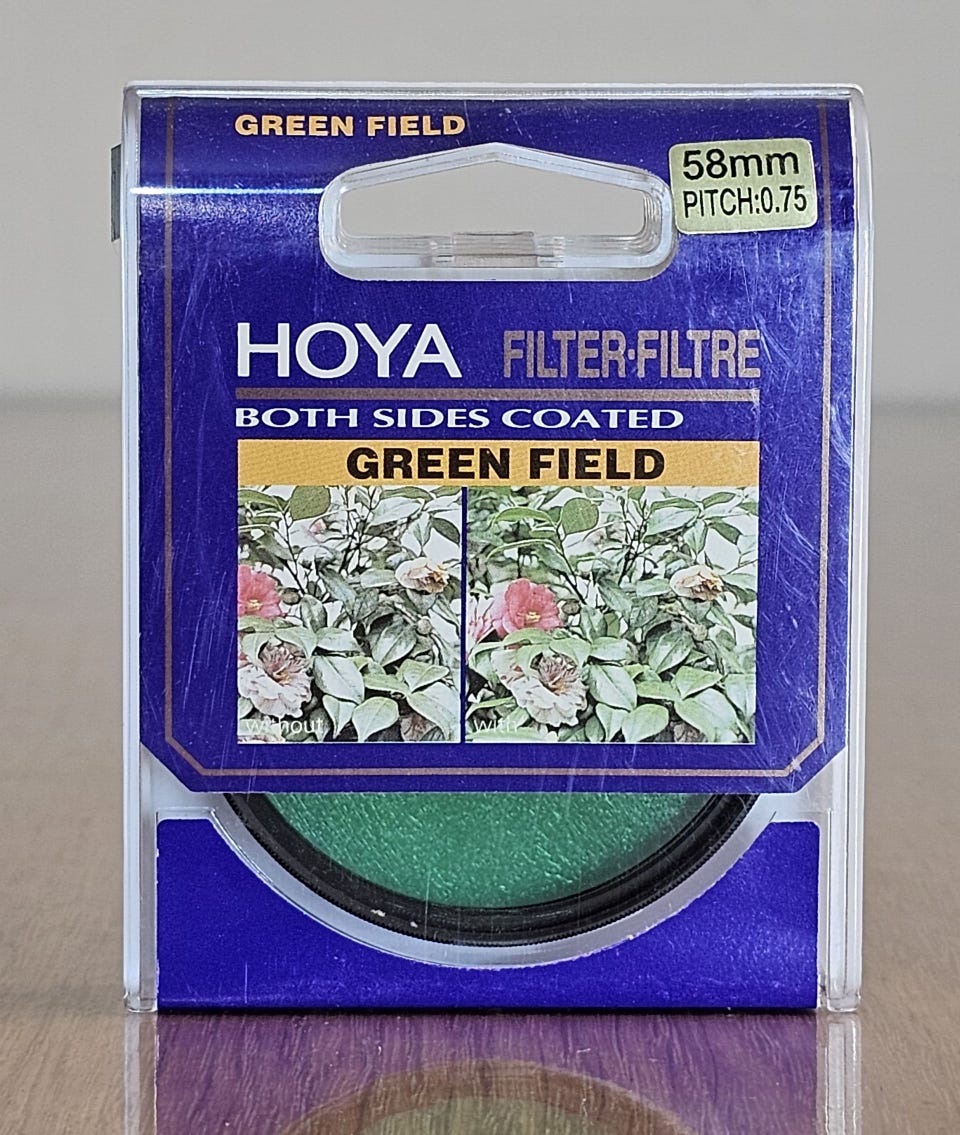 GREEN FIELD
58mm
PITCH:0.75
HOYA FILTER·FILTRE
BOTH SIDES COATED
GREEN FIELD
without with